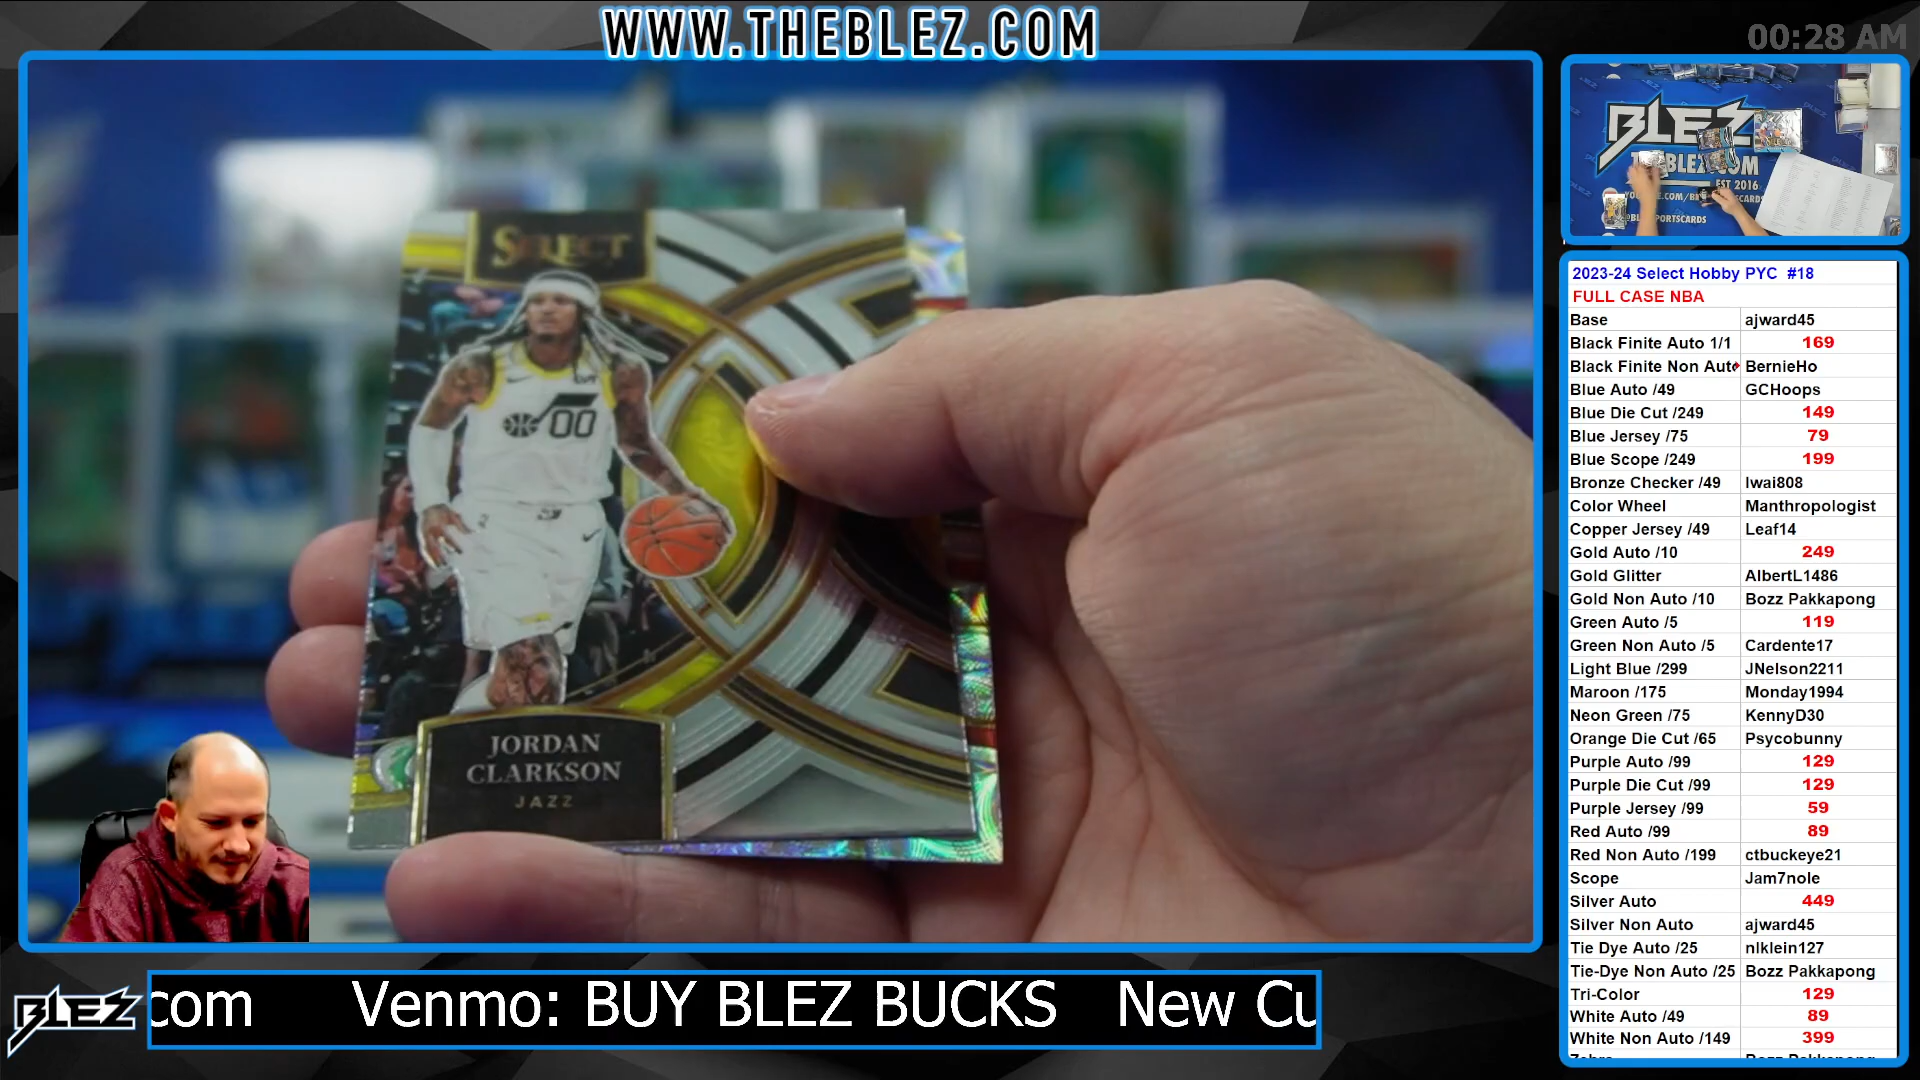 WWW.THEBLEZ.COM
00:28 AM
SELECT
00
JORDAN
CLARKSON
JAZZ
BLEZ
THEBLEZ.COM
EST 2016
2023-24 Select Hobby PYC #18
FULL CASE NBA
Base ajward45
Black Finite Auto 1/1 169
Black Finite Non Aut BernieHo
Blue Auto /49 GCHoops
Blue Die Cut /249 149
Blue Jersey /75 79
Blue Scope /249 199
Bronze Checker /49 Iwai808
Color Wheel Manthropologist
Copper Jersey /49 Leaf14
Gold Auto /10 249
Gold Glitter AlbertL1486
Gold Non Auto /10 Bozz Pakkapong
Green Auto /5 119
Green Non Auto /5 Cardente17
Light Blue /299 JNelson2211
Maroon /175 Monday1994
Neon Green /75 KennyD30
Orange Die Cut /65 Psycobunny
Purple Auto /99 129
Purple Die Cut /99 129
Purple Jersey /99 59
Red Auto /99 89
Red Non Auto /199 ctbuckeye21
Scope Jam7nole
Silver Auto 449
Silver Non Auto ajward45
Tie Dye Auto /25 nlklein127
Tie-Dye Non Auto /25 Bozz Pakkapong
Tri-Color 129
White Auto /49 89
White Non Auto /149 399
BLEZ
com Venmo: BUY BLEZ BUCKS New Cu